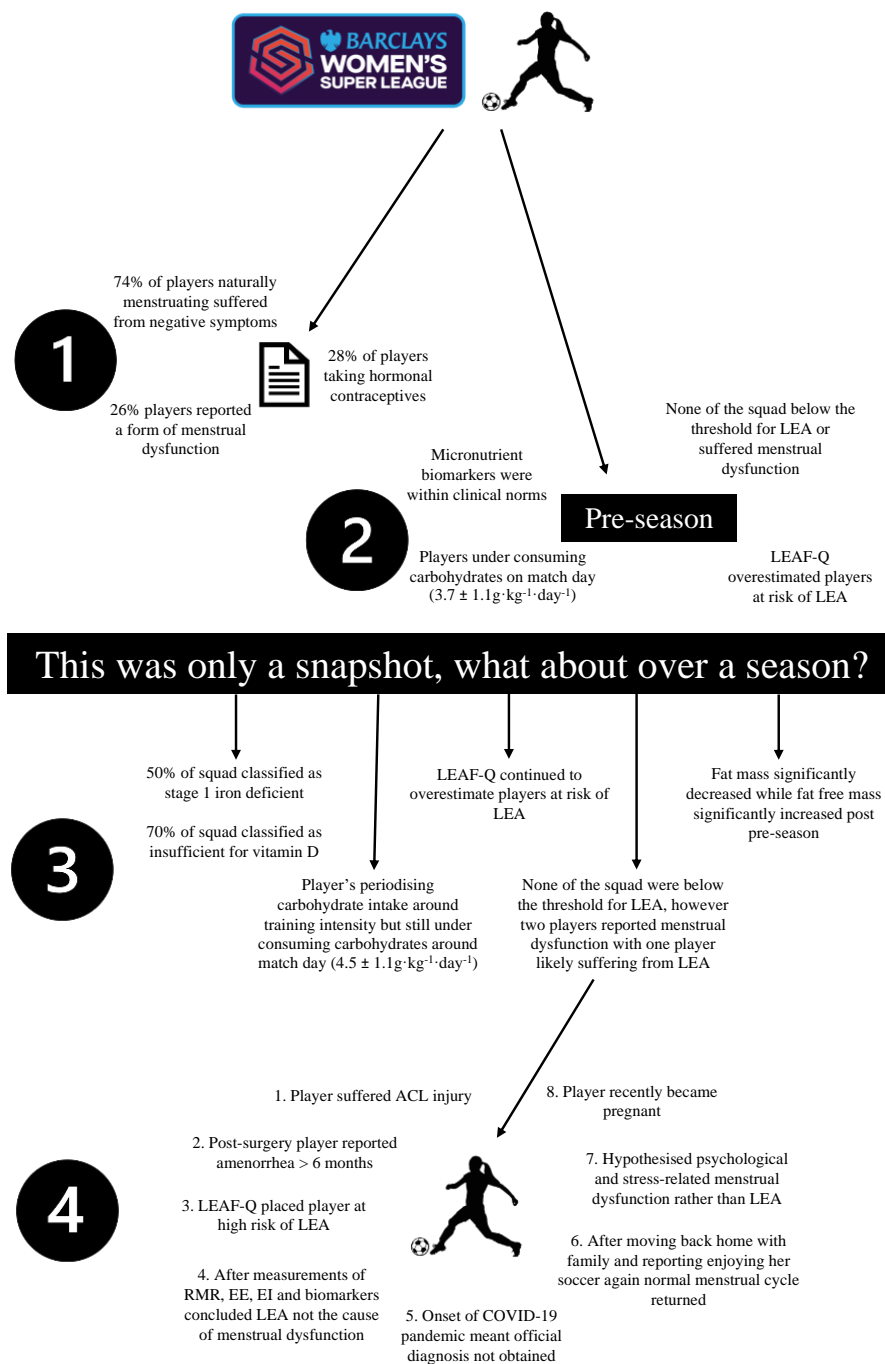 BARCLAYS
WOMEN'S
SUPER LEAGUE
1
74% of players naturally
menstruating suffered
from negative symptoms
28% of players
taking hormonal
contraceptives
26% players reported
a form of menstrual
dysfunction
2
Micronutrient
biomarkers were
within clinical norms
None of the squad below the
threshold for LEA or
suffered menstrual
dysfunction
Pre-season
Players under consuming
carbohydrates on match day
(3.7 ± 1.1g·kg⁻¹·day⁻¹)
LEAF-Q
overestimated players
at risk of LEA
This was only a snapshot, what about over a season?
3
50% of squad classified as
stage 1 iron deficient
70% of squad classified as
insufficient for vitamin D
Player's periodising
carbohydrate intake around
training intensity but still under
consuming carbohydrates around
match day (4.5 ± 1.1g·kg⁻¹·day⁻¹)
LEAF-Q continued to
overestimate players at risk of
LEA
None of the squad were below
the threshold for LEA, however
two players reported menstrual
dysfunction with one player
likely suffering from LEA
Fat mass significantly
decreased while fat free mass
significantly increased post
pre-season
4
1. Player suffered ACL injury
2. Post-surgery player reported
amenorrhea > 6 months
3. LEAF-Q placed player at
high risk of LEA
4. After measurements of
RMR, EE, EI and biomarkers
concluded LEA not the cause
of menstrual dysfunction
5. Onset of COVID-19
pandemic meant official
diagnosis not obtained
6. After moving back home with
family and reporting enjoying her
soccer again normal menstrual cycle
returned
7. Hypothesised psychological
and stress-related menstrual
dysfunction rather than LEA
8. Player recently became
pregnant